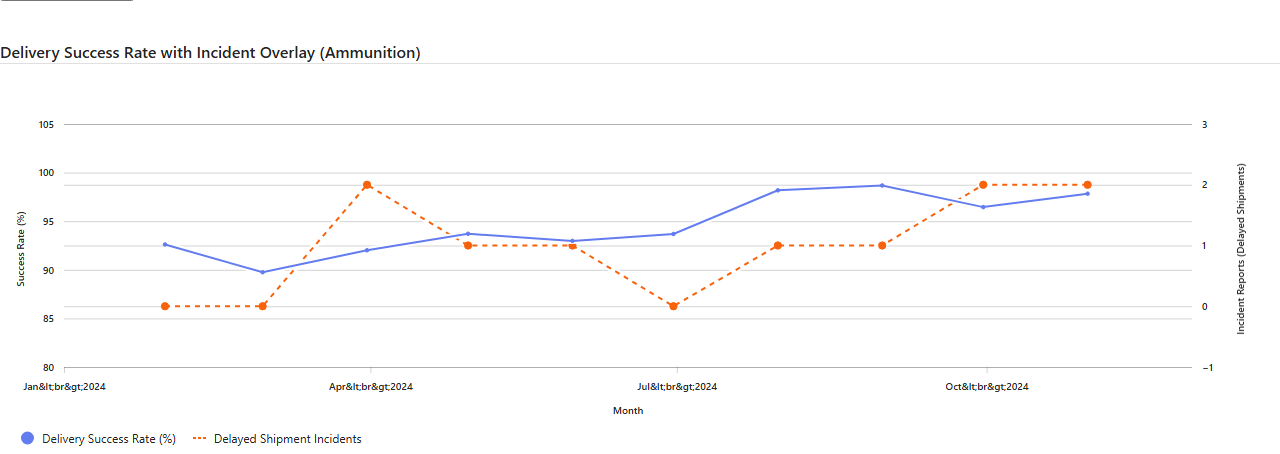 Delivery Success Rate with Incident Overlay (Ammunition)
105
100
95
90
85
80
Success Rate (%)
3
2
1
0
−1
Incident Reports (Delayed Shipments)
Jan&lt;br&gt;2024
Apr&lt;br&gt;2024
Jul&lt;br&gt;2024
Oct&lt;br&gt;2024
Month
Delivery Success Rate (%)
Delayed Shipment Incidents